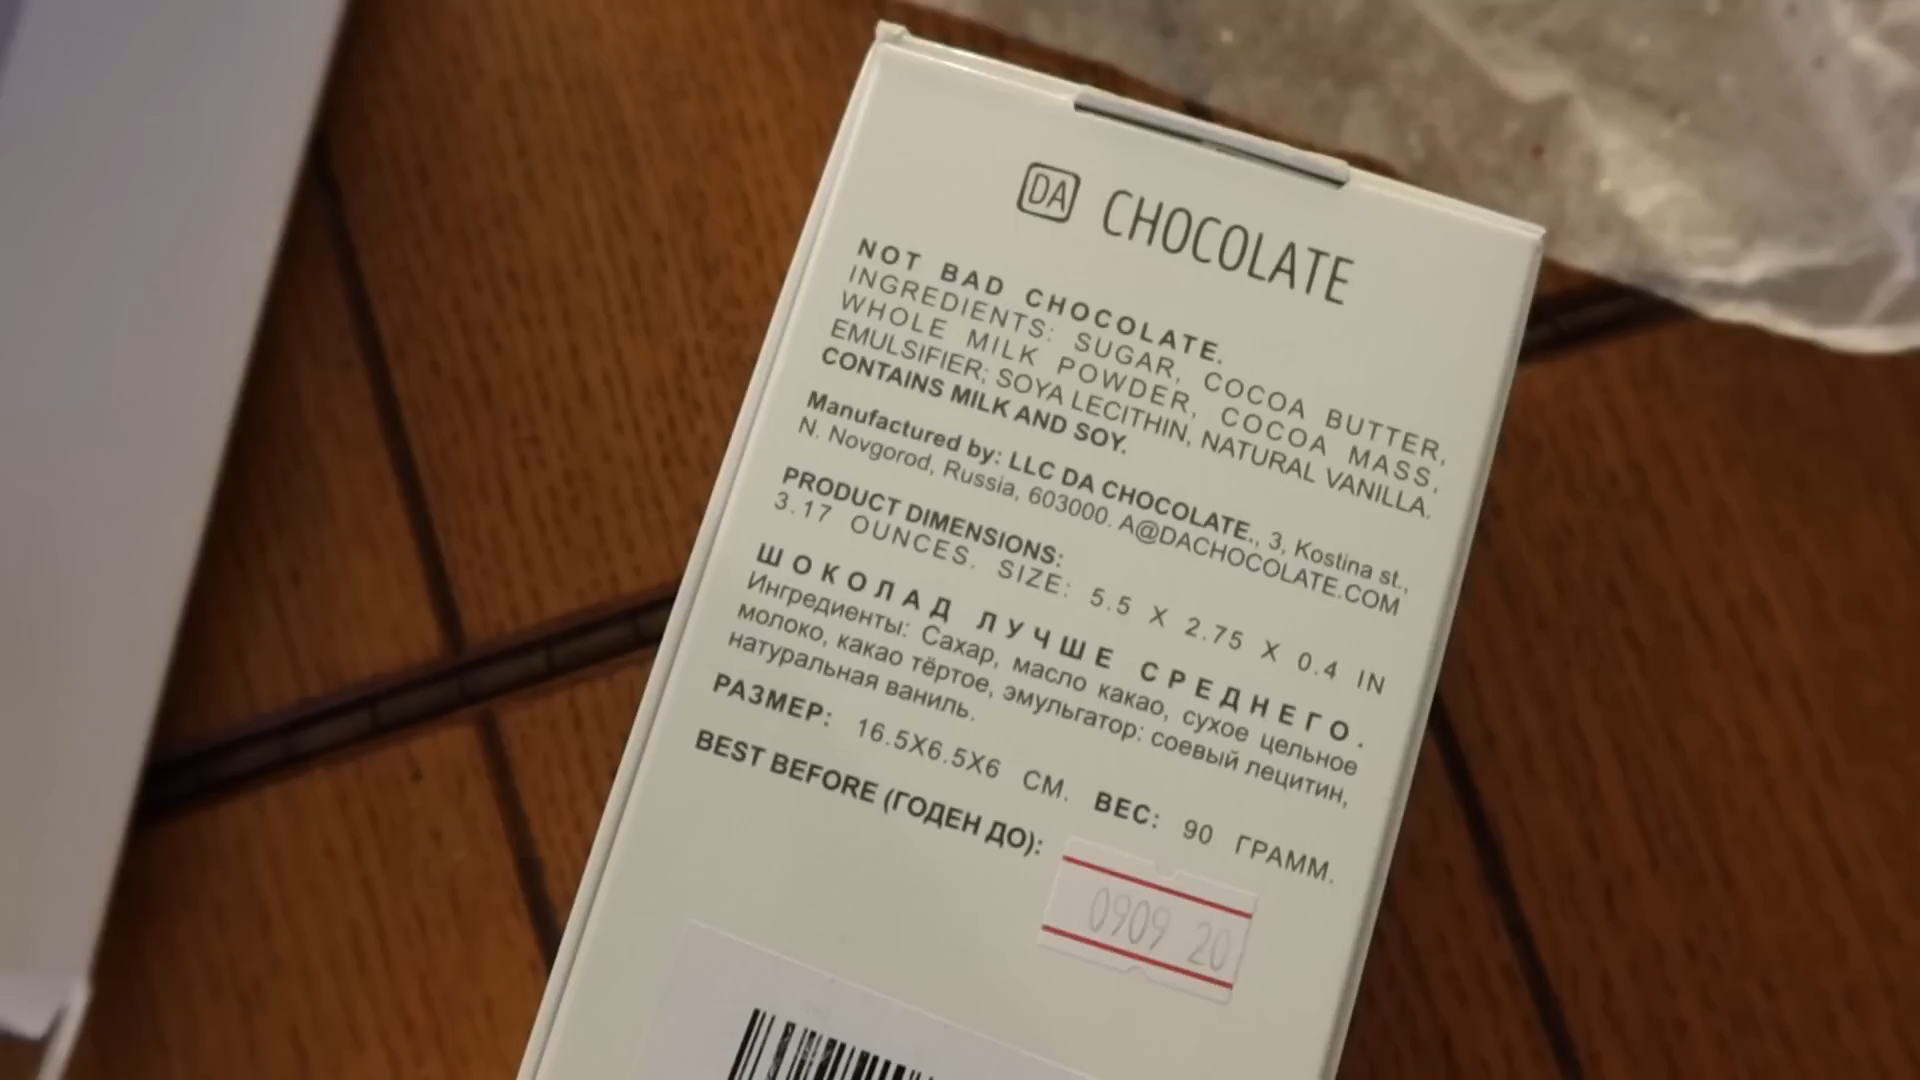 DA CHOCOLATE
NOT BAD CHOCOLATE.
INGREDIENTS: SUGAR, COCOA BUTTER,
WHOLE MILK POWDER, COCOA MASS,
EMULSIFIER; SOYA LECITHIN, NATURAL VANILLA.
CONTAINS MILK AND SOY.
Manufactured by: LLC DA CHOCOLATE., 3, Kostina st.,
N. Novgorod, Russia, 603000. A@DACHOCOLATE.COM
PRODUCT DIMENSIONS:
3.17 OUNCES. SIZE: 5.5 X 2.75 X 0.4 IN
ШОКОЛАД ЛУЧШЕ СРЕДНЕГО.
Ингредиенты: Сахар, масло какао, сухое цельное
молоко, какао тёртое, эмульгатор: соевый лецитин,
натуральная ваниль.
РАЗМЕР: 16.5X6.5X6 СМ. ВЕС: 90 ГРАММ.
BEST BEFORE (ГОДЕН ДО):
0909 20